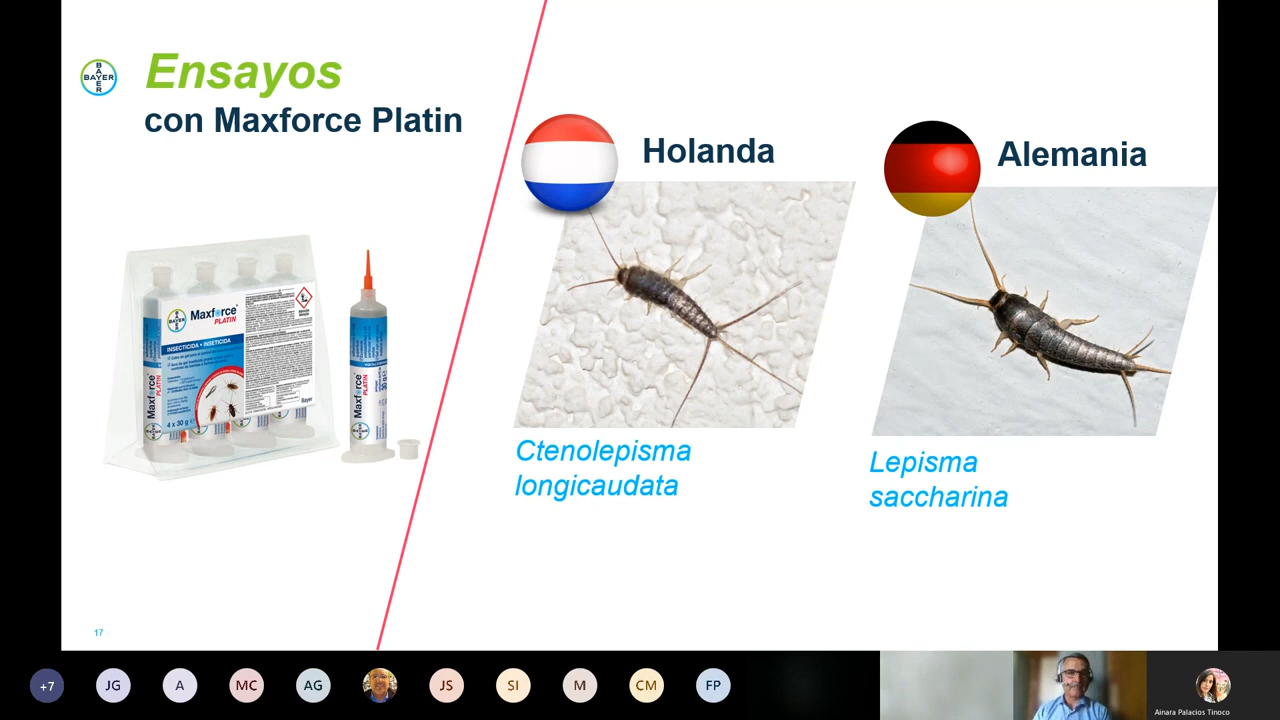 BAYER
Ensayos
con Maxforce Platin
Holanda
Alemania
Maxforce
PLATIN
INSECTICIDA • INSETICIDA
4 x 30 g
Bayer
Maxforce
PLATIN
30 g
Ctenolepisma
longicaudata
Lepisma
saccharina
17
+7
JG
A
MC
AG
JS
SI
M
CM
FP
Ainara Palacios Tinoco